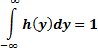 ∫_{-∞}^{∞} h(y)dy = 1